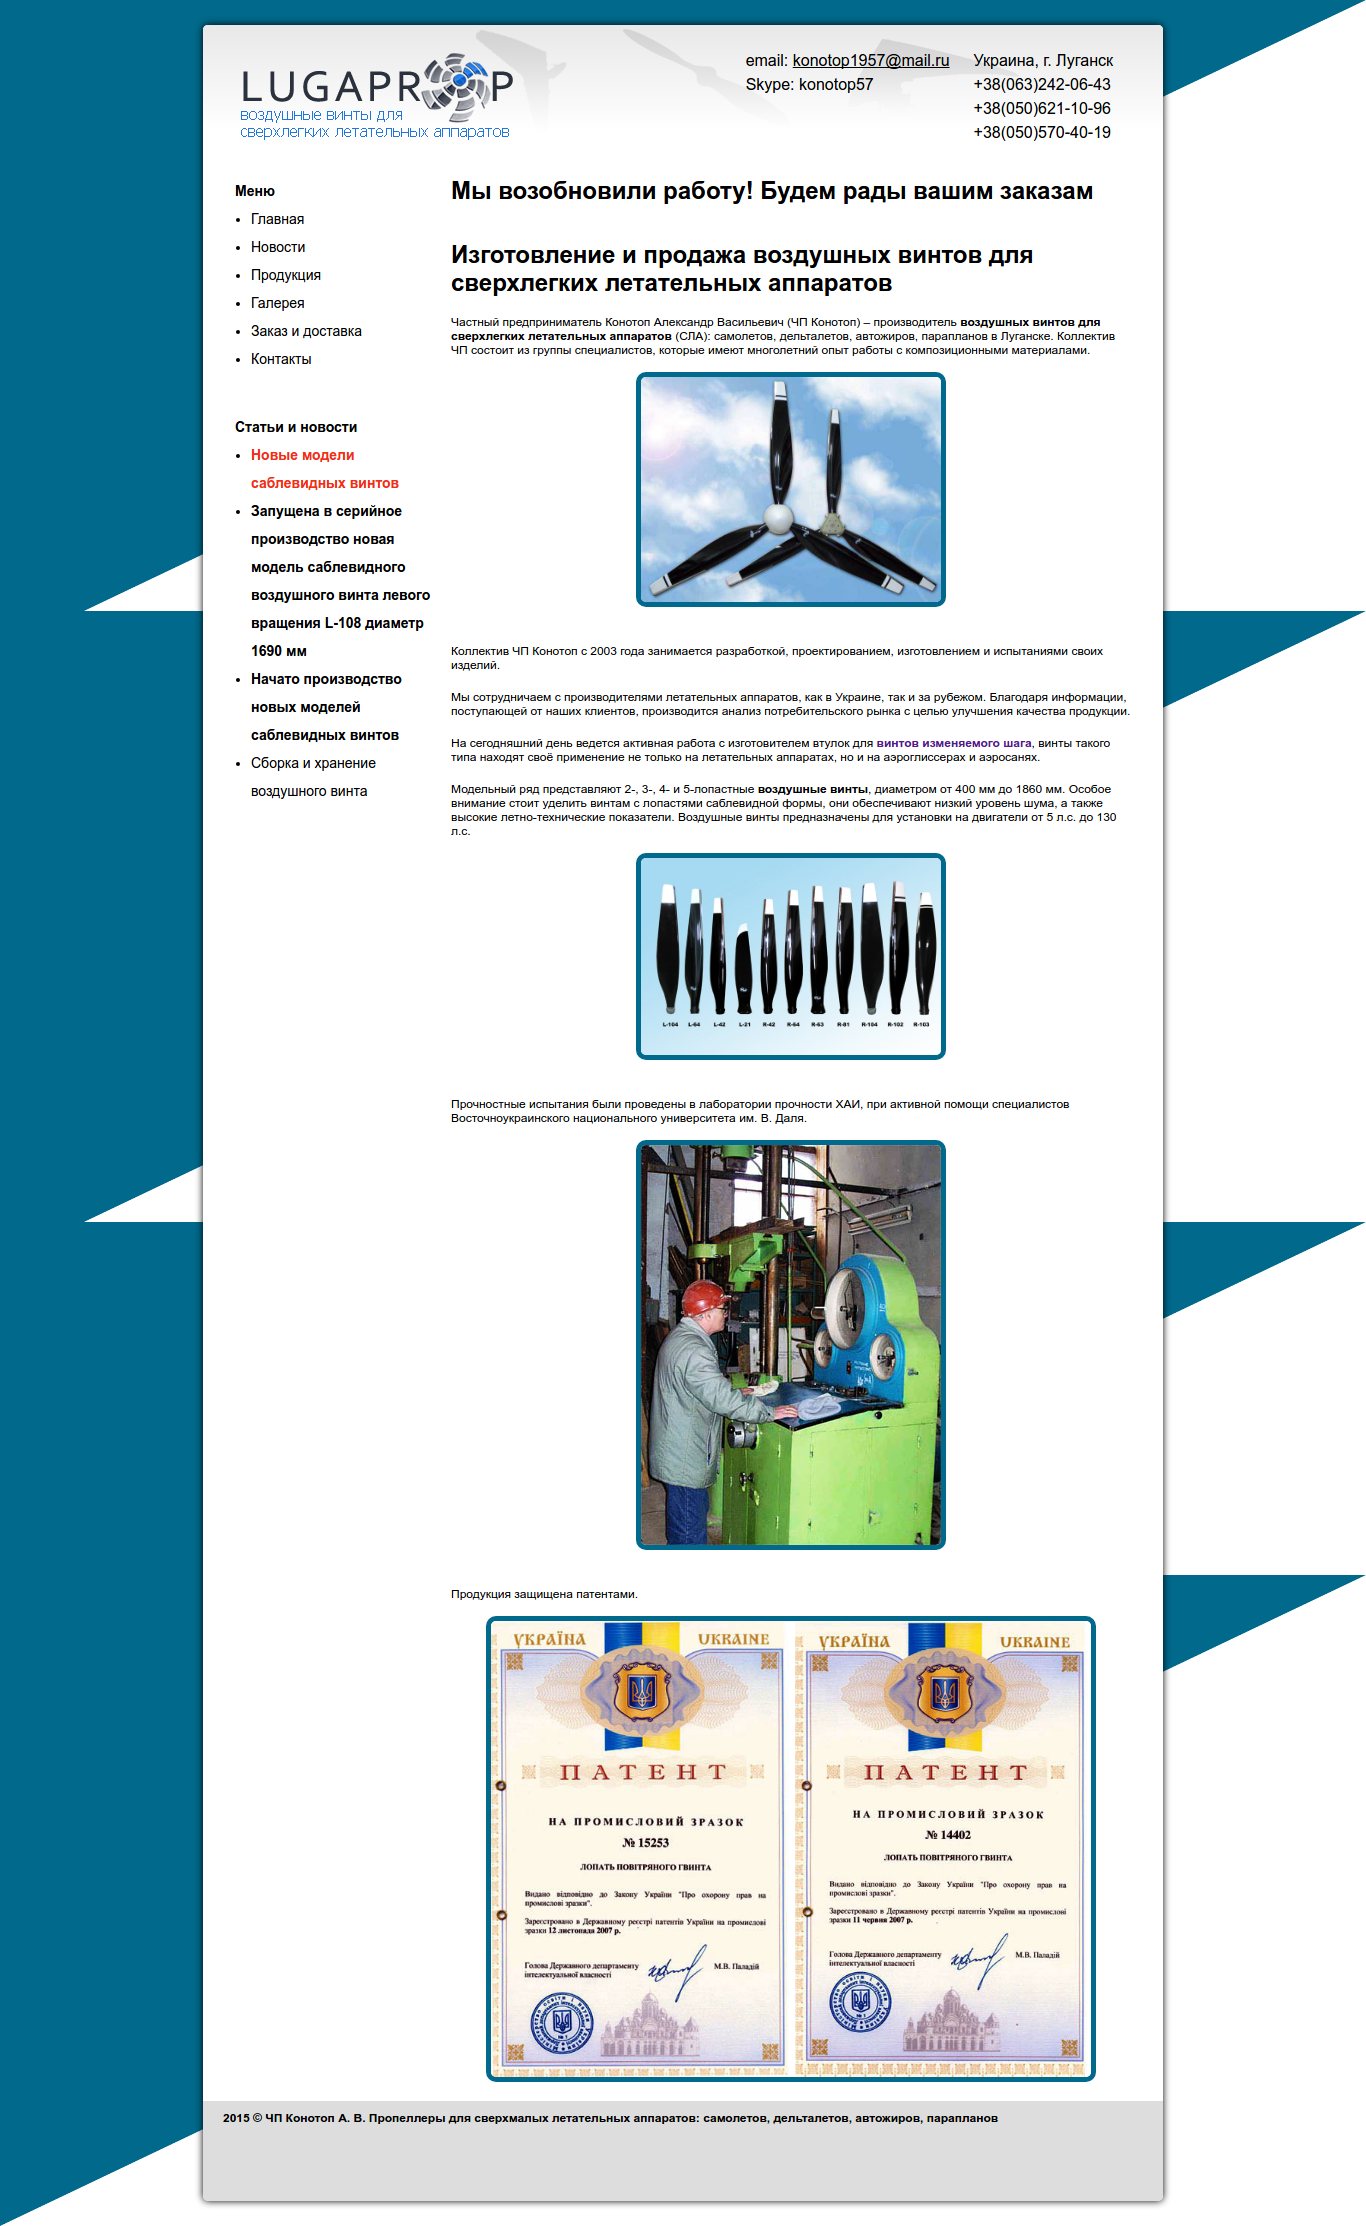 LUGAPROP
воздушные винты для
сверхлегких летательных аппаратов
email: konotop1957@mail.ru
Skype: konotop57
Украина, г. Луганск
+38(063)242-06-43
+38(050)621-10-96
+38(050)570-40-19
Меню
Главная
Новости
Продукция
Галерея
Заказ и доставка
Контакты
Статьи и новости
Новые модели
саблевидных винтов
Запущена в серийное
производство новая
модель саблевидного
воздушного винта левого
вращения L-108 диаметр
1690 мм
Начато производство
новых моделей
саблевидных винтов
Сборка и хранение
воздушного винта
Мы возобновили работу! Будем рады вашим заказам
Изготовление и продажа воздушных винтов для
сверхлегких летательных аппаратов
Частный предприниматель Конотоп Александр Васильевич (ЧП Конотоп) – производитель воздушных винтов для
сверхлегких летательных аппаратов (СЛА): самолетов, дельталетов, автожиров, парапланов в Луганске. Коллектив
ЧП состоит из группы специалистов, которые имеют многолетний опыт работы с композиционными материалами.
Коллектив ЧП Конотоп с 2003 года занимается разработкой, проектированием, изготовлением и испытаниями своих
изделий.
Мы сотрудничаем с производителями летательных аппаратов, как в Украине, так и за рубежом. Благодаря информации,
поступающей от наших клиентов, производится анализ потребительского рынка с целью улучшения качества продукции.
На сегодняшний день ведется активная работа с изготовителем втулок для винтов изменяемого шага, винты такого
типа находят своё применение не только на летательных аппаратах, но и на аэроглиссерах и аэросанях.
Модельный ряд представляют 2-, 3-, 4- и 5-лопастные воздушные винты, диаметром от 400 мм до 1860 мм. Особое
внимание стоит уделить винтам с лопастями саблевидной формы, они обеспечивают низкий уровень шума, а также
высокие летно-технические показатели. Воздушные винты предназначены для установки на двигатели от 5 л.с. до 130
л.с.
L-104 L-64 L-42 L-21 R-42 R-64 R-63 R-81 R-104 R-102 R-103
Прочностные испытания были проведены в лаборатории прочности ХАИ, при активной помощи специалистов
Восточноукраинского национального университета им. В. Даля.
Продукция защищена патентами.
УКРАЇНА UKRAINE
ПАТЕНТ
НА ПРОМИСЛОВИЙ ЗРАЗОК
№ 15253
ЛОПАТЬ ПОВІТРЯНОГО ГВИНТА
Видано відповідно до Закону України "Про охорону прав на
промислові зразки".
Зареєстровано в Державному реєстрі патентів України на промислові
зразки 12 листопада 2007 р.
Голова Державного департаменту
інтелектуальної власності
М.В. Паладій
УКРАЇНА UKRAINE
ПАТЕНТ
НА ПРОМИСЛОВИЙ ЗРАЗОК
№ 14402
ЛОПАТЬ ПОВІТРЯНОГО ГВИНТА
Видано відповідно до Закону України "Про охорону прав на
промислові зразки".
Зареєстровано в Державному реєстрі патентів України на промислові
зразки 11 червня 2007 р.
Голова Державного департаменту
інтелектуальної власності
М.В. Паладій
2015 © ЧП Конотоп А. В. Пропеллеры для сверхмалых летательных аппаратов: самолетов, дельталетов, автожиров, парапланов